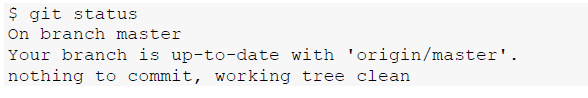 $ git status
On branch master
Your branch is up-to-date with 'origin/master'.
nothing to commit, working tree clean